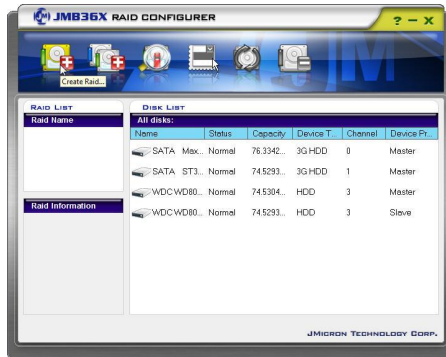 JMB36X RAID CONFIGURER
? – X
Create Raid...
RAID LIST
Raid Name
Raid Information
DISK LIST
All disks:
Name Status Capacity Device T... Channel Device Pr...
SATA Max... Normal 76.3342... 3G HDD 0 Master
SATA ST3... Normal 74.5293... 3G HDD 1 Master
WDC WD80... Normal 74.5304... HDD 3 Master
WDC WD80... Normal 74.5293... HDD 3 Slave
JMICRON TECHNOLOGY CORP.